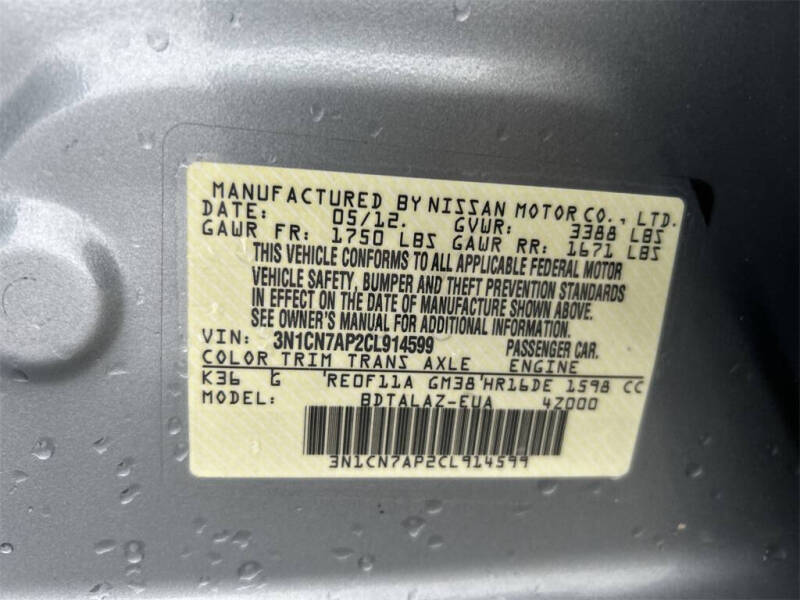 MANUFACTURED BY NISSAN MOTOR CO., LTD.
DATE: 05/12. GVWR: 3388 LBS
GAWR FR: 1750 LBS GAWR RR: 1671 LBS
THIS VEHICLE CONFORMS TO ALL APPLICABLE FEDERAL MOTOR
VEHICLE SAFETY, BUMPER AND THEFT PREVENTION STANDARDS
IN EFFECT ON THE DATE OF MANUFACTURE SHOWN ABOVE.
SEE OWNER'S MANUAL FOR ADDITIONAL INFORMATION.
VIN: 3N1CN7AP2CL914599 PASSENGER CAR.
COLOR TRIM TRANS AXLE ENGINE
K36 G 'RE0F11A GM38'HR16DE 1598 CC
MODEL: BDTALAZ-EUA 4Z000
3N1CN7AP2CL914599